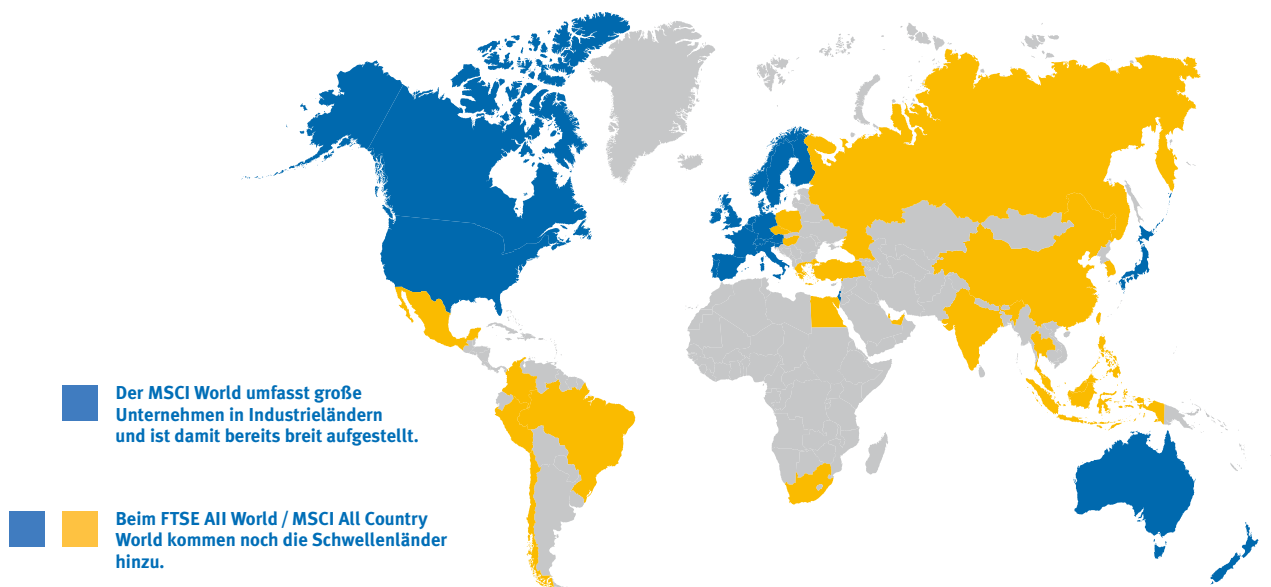 Der MSCI World umfasst große
Unternehmen in Industrieländern
und ist damit bereits breit aufgestellt.
Beim FTSE All World / MSCI All Country
World kommen noch die Schwellenländer
hinzu.